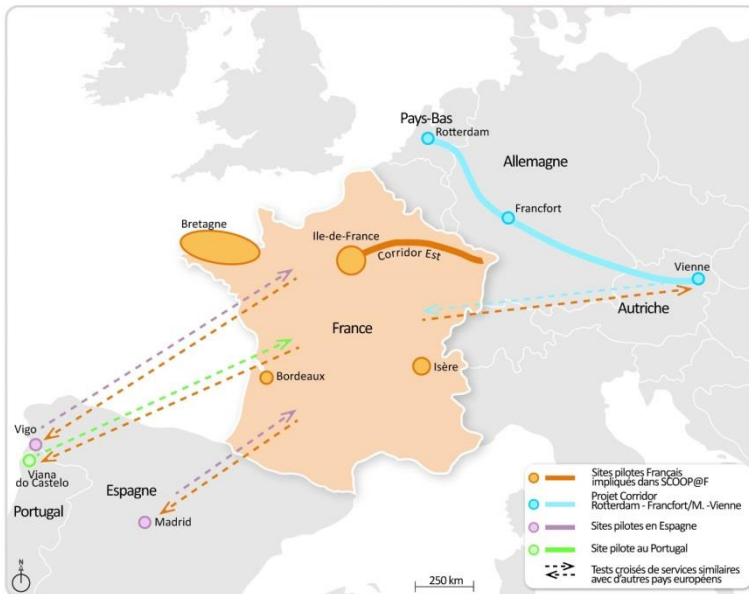 Pays-Bas
Rotterdam
Allemagne
Francfort
Bretagne
Ile-de-France
Corridor Est
Vienne
Autriche
France
Isère
Bordeaux
Vigo
Viana
do Castelo
Espagne
Portugal
Madrid
Sites pilotes Français
impliqués dans SCOOP@F
Projet Corridor
Rotterdam - Francfort/M. -Vienne
Sites pilotes en Espagne
Site pilote au Portugal
Tests croisés de services similaires
avec d'autres pays européens
N
250 km